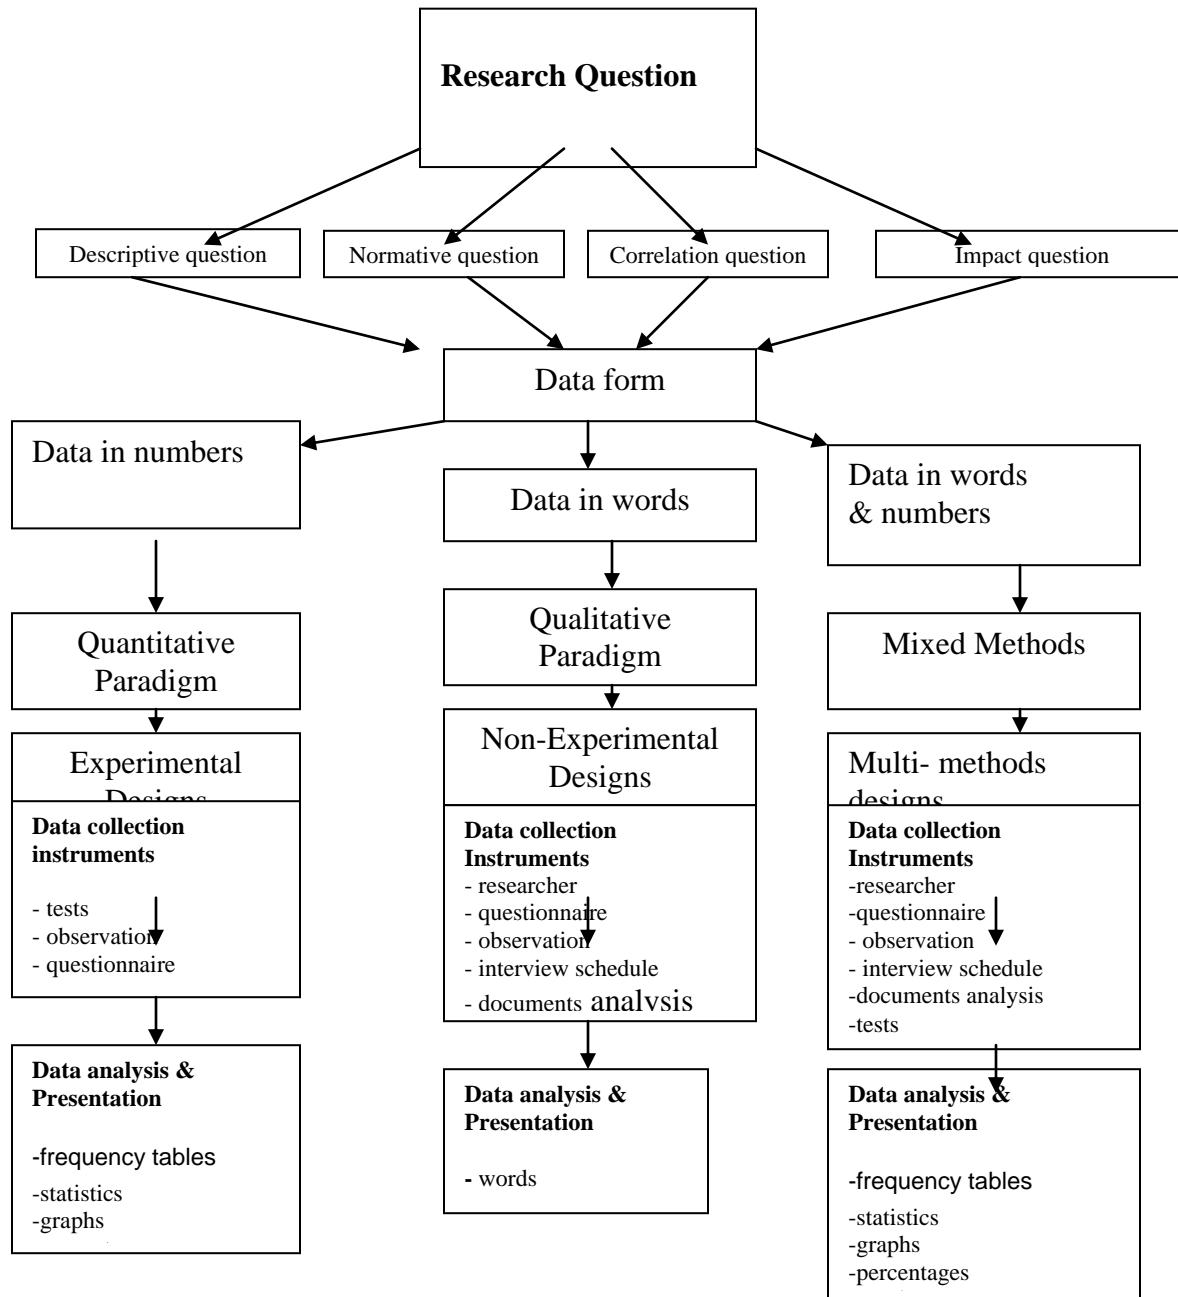 Research Question
Descriptive question
Normative question
Correlation question
Impact question
Data form
Data in numbers
Data in words
Data in words
& numbers
Quantitative
Paradigm
Qualitative
Paradigm
Mixed Methods
Experimental
Designs
Non-Experimental
Designs
Multi- methods
designs
Data collection
instruments
- tests
- observation
- questionnaire
Data collection
Instruments
- researcher
- questionnaire
- observation
- interview schedule
- documents analysis
Data collection
Instruments
-researcher
-questionnaire
- observation
- interview schedule
-documents analysis
-tests
Data analysis &
Presentation
-frequency tables
-statistics
-graphs
Data analysis &
Presentation
- words
Data analysis &
Presentation
-frequency tables
-statistics
-graphs
-percentages